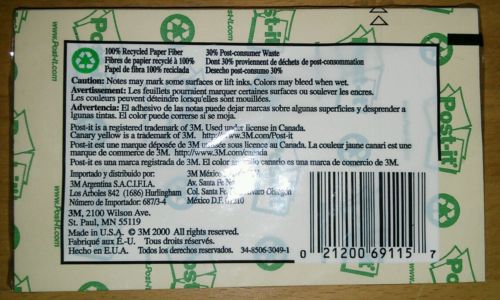 100% Recycled Paper Fiber 30% Post-consumer Waste
Fibres de papier recyclé à 100% Dont 30% proviennent de déchets de post-consommation
Papel de fibra 100% reciclada Desecho posto consumo 30%
Caution: Notes may mark some surfaces or lift inks. Colors may bleed when wet.
Avertissement: Les feuillets pourraient marquer certaines surfaces ou soulever les encres.
Les couleurs peuvent déteindre lorsqu'elles sont mouillées.
Advertencia: El adhesivo de las notas puede dejar marcas sobre algunas superficies y desprender a
lgunas tintas. El color puede correrse si se moja.
Post-it is a registered trademark of 3M. Used under license in Canada.
Canary yellow is a trademark of 3M. http://www.3M.com/Post-it
Post-it est une marque déposée de 3M utilisée sous licence au Canada. La couleur jaune canari est une
marque de commerce de 3M. http://www.3M.com/canada
Post-it es una marca registrada de 3M. El color amarillo canario es una marca de comercio de 3M.
Importado y distribuido por:
3M Argentina S.A.C.I.F.I.A.
Los Arboles 842 (1686) Hurlingham
Número de Importador: 687/3-4
3M México
Av. Santa Fe No.
Col. Santa Fe, Alvaro Obregon
México D.F. 01210
3M, 2100 Wilson Ave.
St. Paul, MN 55119
Made in U.S.A. © 3M 2000 All rights reserved.
Fabriqué aux É.-U. Tous droits réservés.
Hecho en E.U.A. Todos los derechos reservados. 34-8506-3049-1
0 21200 69115 7
Post-it
Post-it
Post-it
Post-it